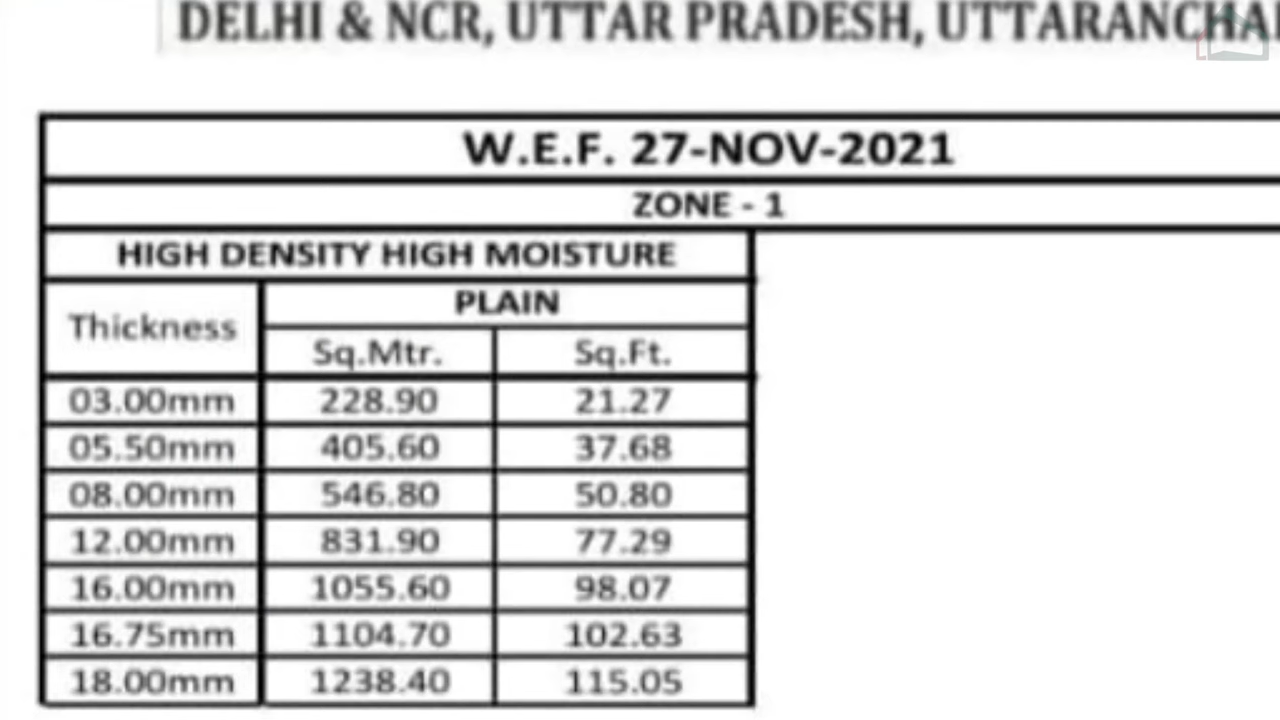 DELHI & NCR, UTTAR PRADESH, UTTARANCHAL
W.E.F. 27-NOV-2021
ZONE - 1
HIGH DENSITY HIGH MOISTURE
Thickness PLAIN
Sq.Mtr. Sq.Ft.
03.00mm 228.90 21.27
05.50mm 405.60 37.68
08.00mm 546.80 50.80
12.00mm 831.90 77.29
16.00mm 1055.60 98.07
16.75mm 1104.70 102.63
18.00mm 1238.40 115.05